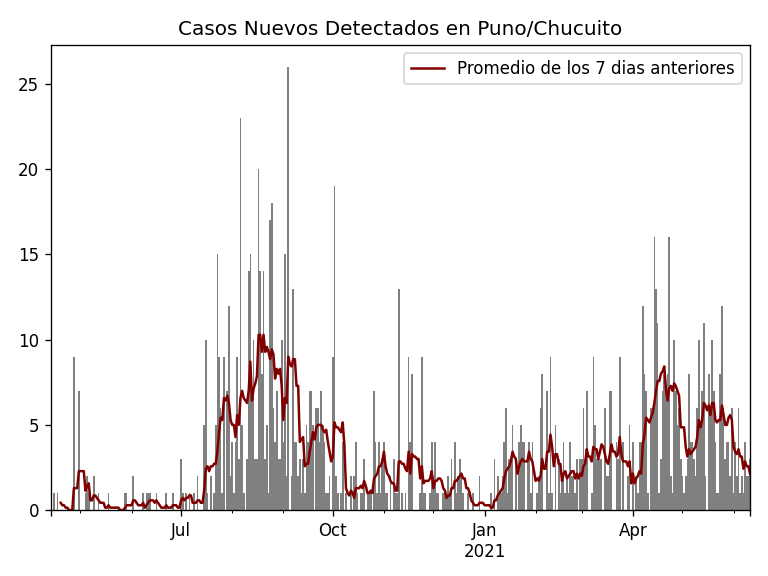 Casos Nuevos Detectados en Puno/Chucuito
Promedio de los 7 dias anteriores
25
20
15
10
5
0
Jul
Oct
Jan
2021
Apr